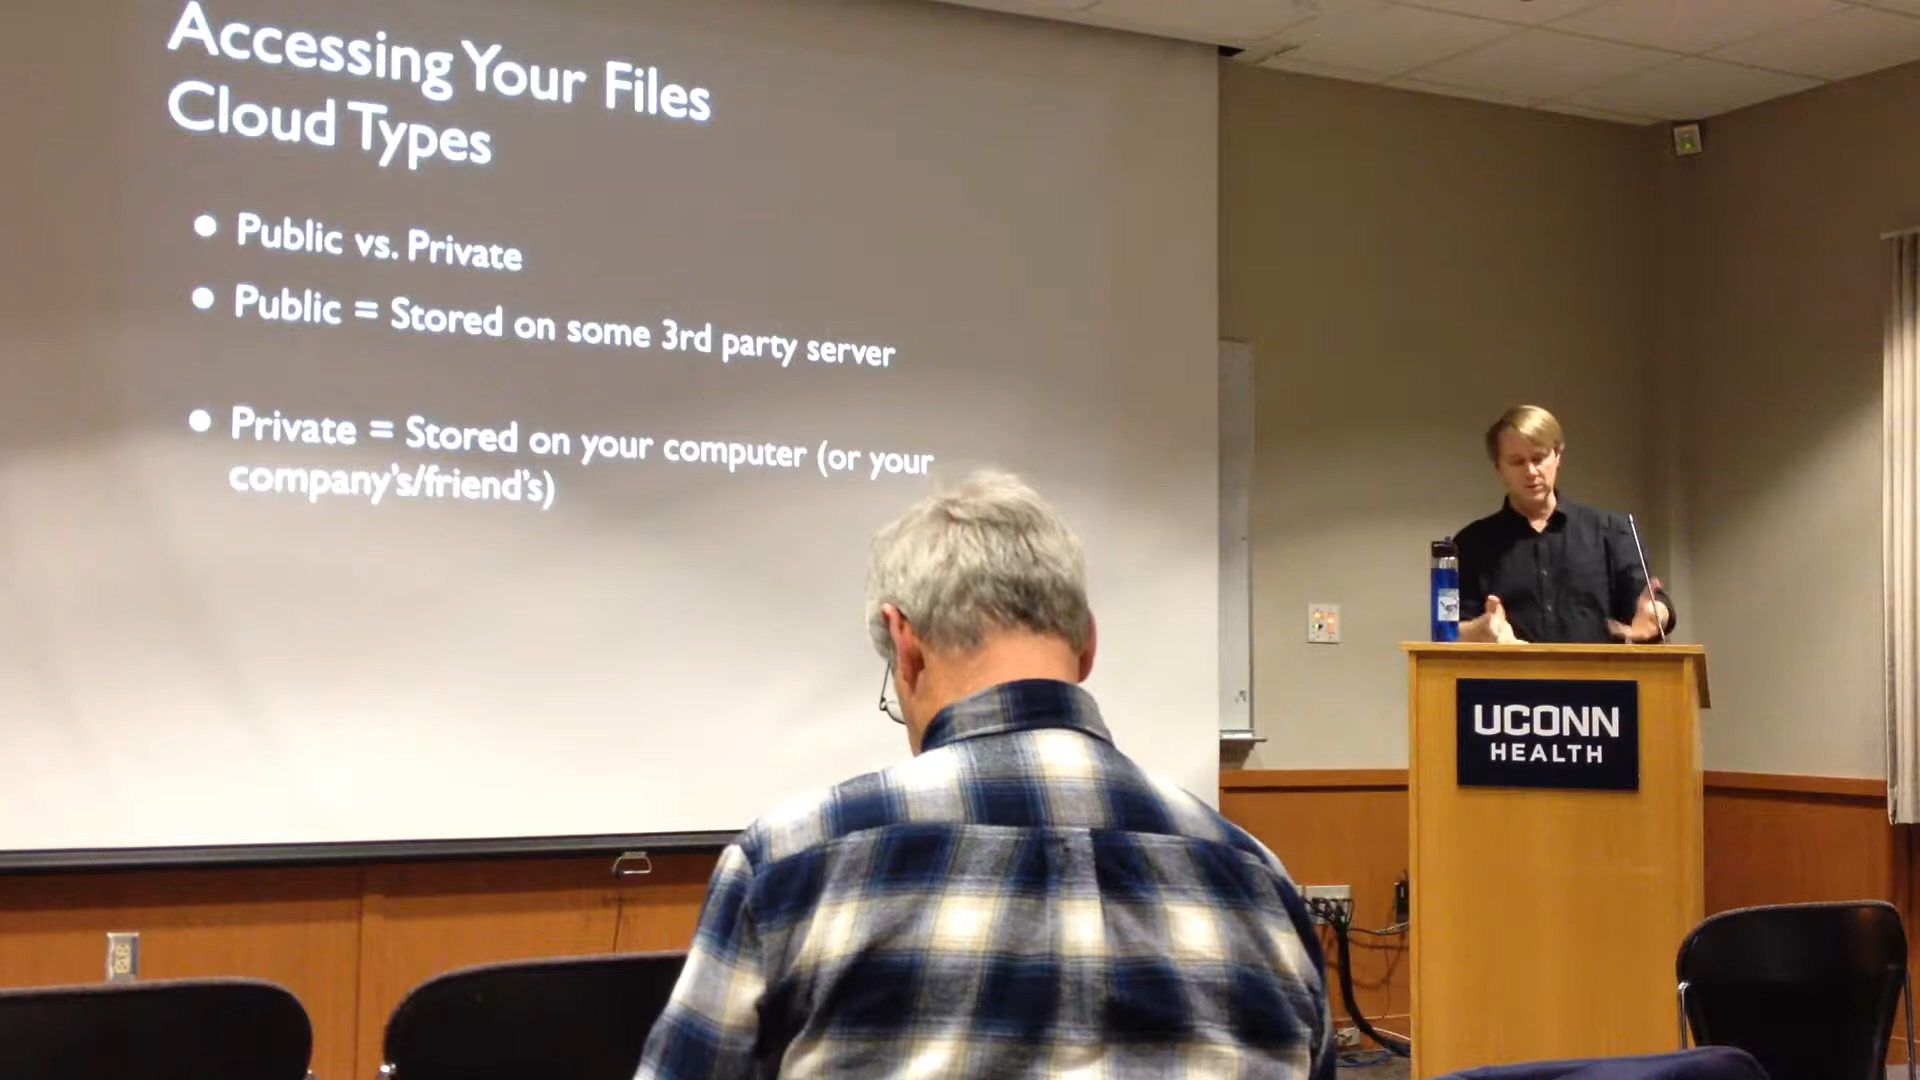 Accessing Your Files
Cloud Types
Public vs. Private
Public = Stored on some 3rd party server
Private = Stored on your computer (or your
company's/friend's)
UCONN
HEALTH